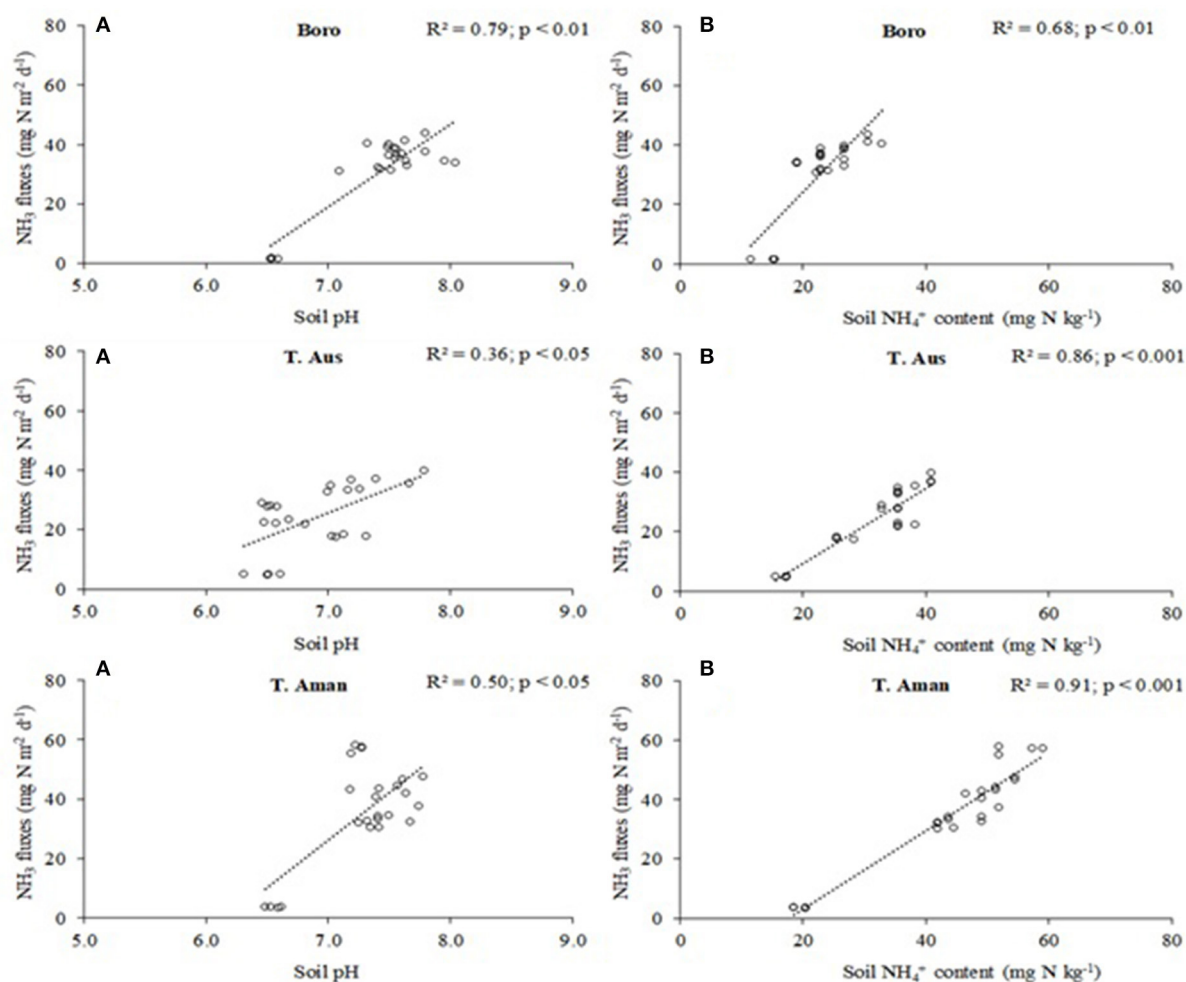 A
Boro
R² = 0.79; p < 0.01
80
60
40
20
0
NH₃ fluxes (mg N m⁻² d⁻¹)
5.0 6.0 7.0 8.0 9.0
Soil pH
B
Boro
R² = 0.68; p < 0.01
80
60
40
20
0
NH₃ fluxes (mg N m⁻² d⁻¹)
0 20 40 60 80
Soil NH₄⁺ content (mg N kg⁻¹)
A
T. Aus
R² = 0.36; p < 0.05
80
60
40
20
0
NH₃ fluxes (mg N m⁻² d⁻¹)
5.0 6.0 7.0 8.0 9.0
Soil pH
B
T. Aus
R² = 0.86; p < 0.001
80
60
40
20
0
NH₃ fluxes (mg N m⁻² d⁻¹)
0 20 40 60 80
Soil NH₄⁺ content (mg N kg⁻¹)
A
T. Aman
R² = 0.50; p < 0.05
80
60
40
20
0
NH₃ fluxes (mg N m⁻² d⁻¹)
5.0 6.0 7.0 8.0 9.0
Soil pH
B
T. Aman
R² = 0.91; p < 0.001
80
60
40
20
0
NH₃ fluxes (mg N m⁻² d⁻¹)
0 20 40 60 80
Soil NH₄⁺ content (mg N kg⁻¹)